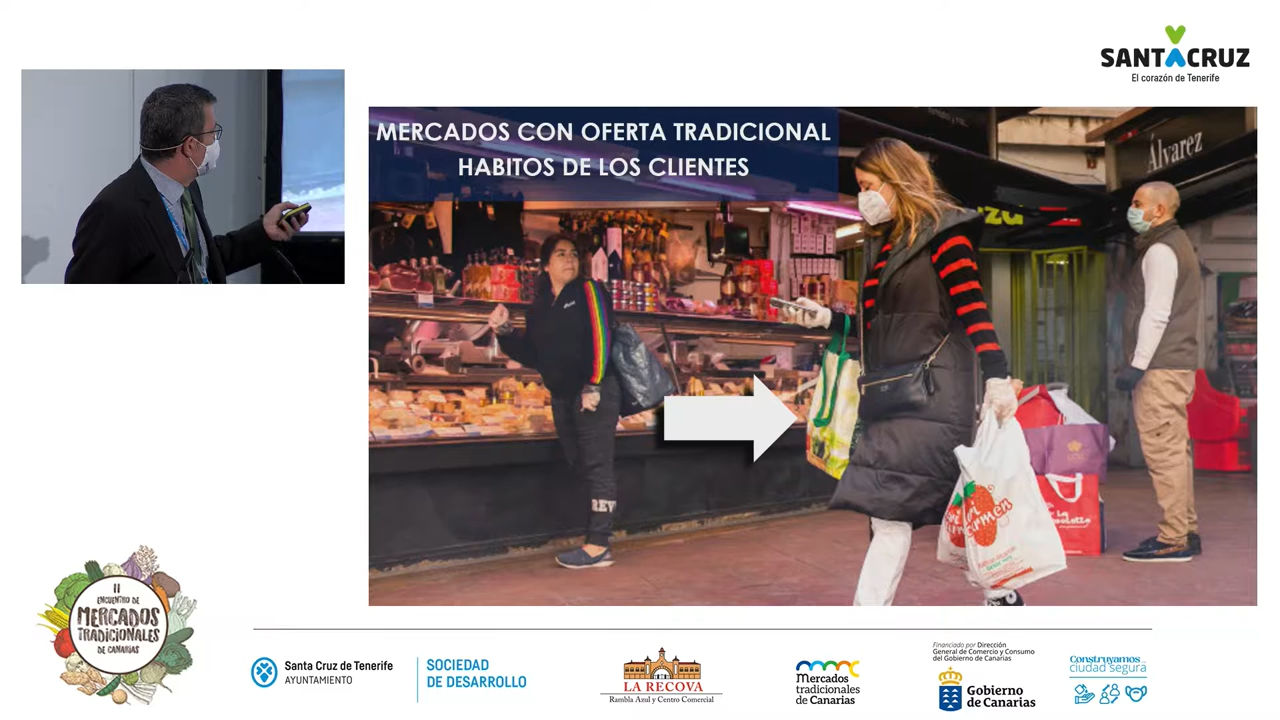 SANTACRUZ
El corazón de Tenerife
MERCADOS CON OFERTA TRADICIONAL
HABITOS DE LOS CLIENTES
Álvarez
REV
II
ENCUENTRO DE
MERCADOS
TRADICIONALES
DE CANARIAS
Santa Cruz de Tenerife
AYUNTAMIENTO
SOCIEDAD
DE DESARROLLO
LA RECOVA
Rambla Azul y Centro Comercial
Mercados
tradicionales
de Canarias
Financiado por Dirección
General de Comercio y Consumo
del Gobierno de Canarias
Gobierno
de Canarias
Construyamos
ciudad segura